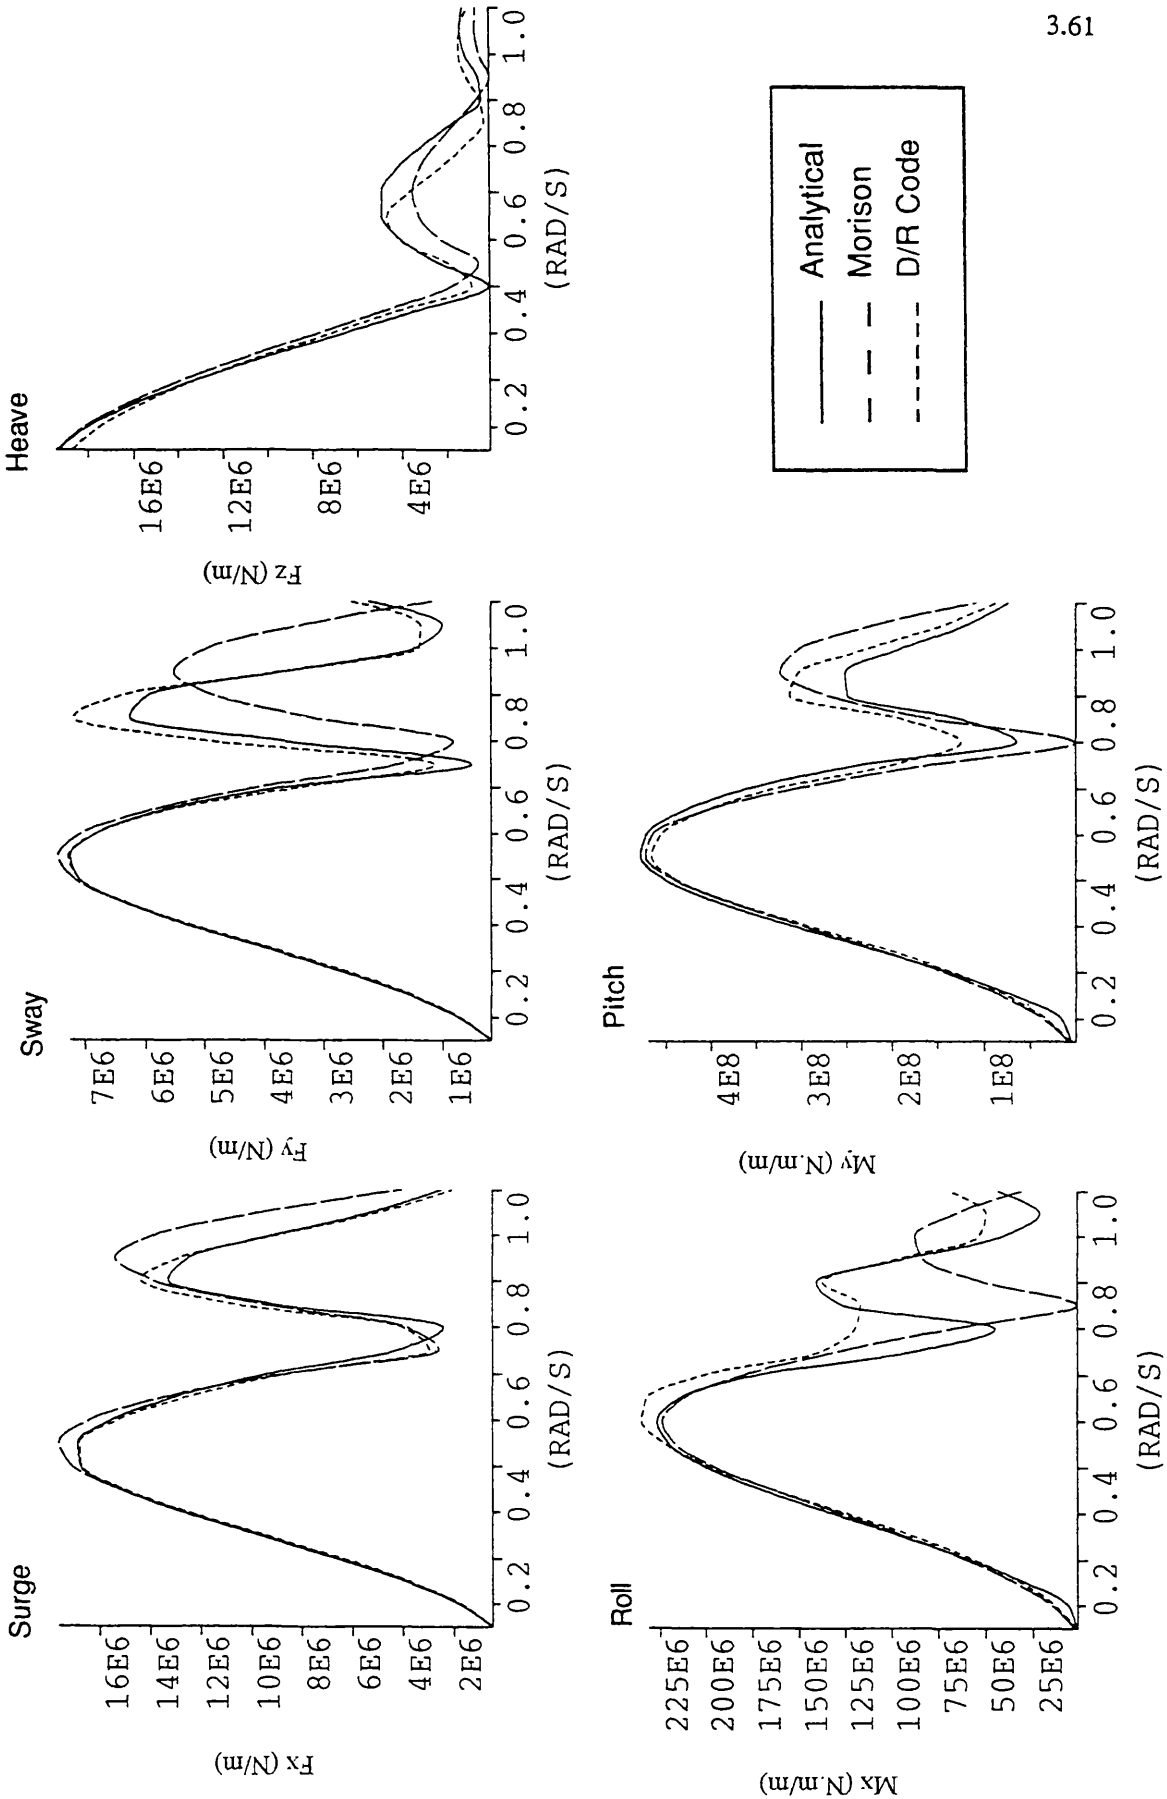 3.61
Surge
Fx (N/m)
16E6
14E6
12E6
10E6
8E6
6E6
4E6
2E6
0.2
0.4
0.6
0.8
1.0
(RAD/S)
Sway
Fy (N/m)
7E6
6E6
5E6
4E6
3E6
2E6
1E6
0.2
0.4
0.6
0.8
1.0
(RAD/S)
Heave
Fz (N/m)
16E6
12E6
8E6
4E6
0.2
0.4
0.6
0.8
1.0
(RAD/S)
Roll
Mx (N.m/m)
225E6
200E6
175E6
150E6
125E6
100E6
75E6
50E6
25E6
0.2
0.4
0.6
0.8
1.0
(RAD/S)
Pitch
My (N.m/m)
4E8
3E8
2E8
1E8
0.2
0.4
0.6
0.8
1.0
(RAD/S)
Analytical
Morison
D/R Code